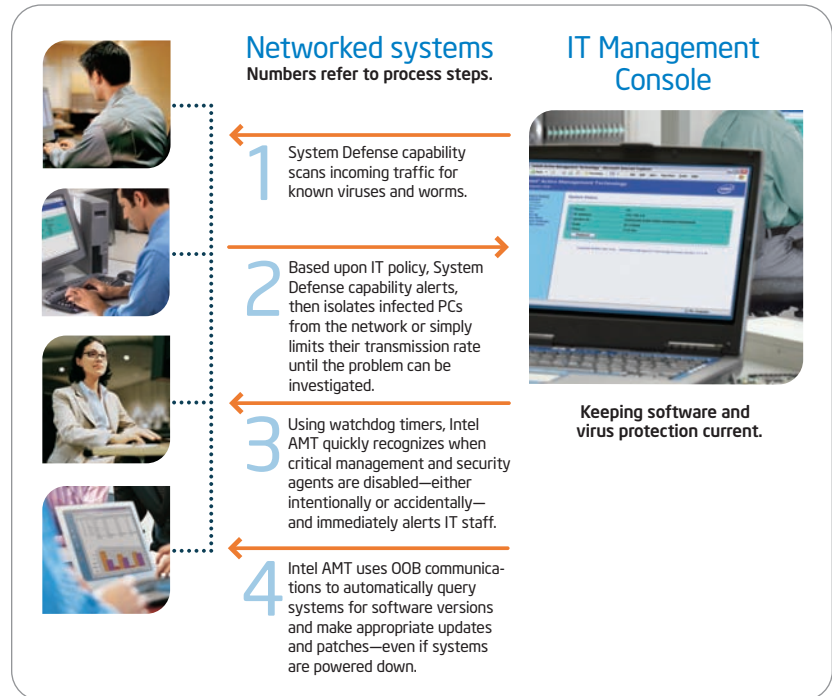 Networked systems
Numbers refer to process steps.
IT Management
Console
1
System Defense capability
scans incoming traffic for
known viruses and worms.
2
Based upon IT policy, System
Defense capability alerts,
then isolates infected PCs
from the network or simply
limits their transmission rate
until the problem can be
investigated.
3
Using watchdog timers, Intel
AMT quickly recognizes when
critical management and security
agents are disabled—either
intentionally or accidentally—
and immediately alerts IT staff.
4
Intel AMT uses OOB communica-
tions to automatically query
systems for software versions
and make appropriate updates
and patches—even if systems
are powered down.
Keeping software and
virus protection current.